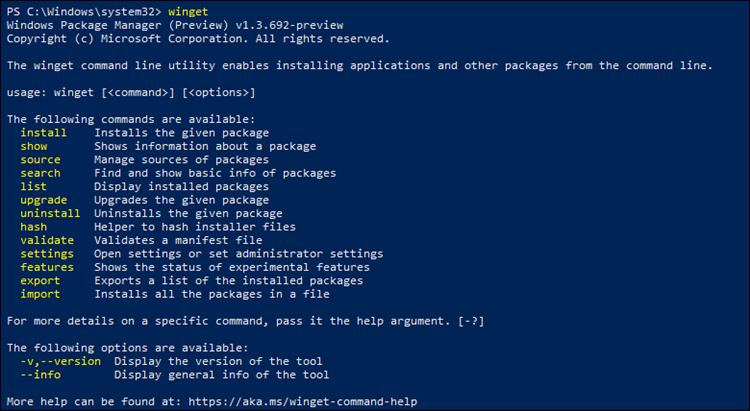 PS C:\Windows\system32> winget
Windows Package Manager (Preview) v1.3.692-preview
Copyright (c) Microsoft Corporation. All rights reserved.
The winget command line utility enables installing applications and other packages from the command line.
usage: winget [<command>] [<options>]
The following commands are available:
install    Installs the given package
show       Shows information about a package
source     Manage sources of packages
search     Find and show basic info of packages
list       Display installed packages
upgrade    Upgrades the given package
uninstall  Uninstalls the given package
hash       Helper to hash installer files
validate   Validates a manifest file
settings   Open settings or set administrator settings
features   Shows the status of experimental features
export     Exports a list of the installed packages
import     Installs all the packages in a file
For more details on a specific command, pass it the help argument. [-?]
The following options are available:
-v,--version  Display the version of the tool
--info        Display general info of the tool
More help can be found at: https://aka.ms/winget-command-help